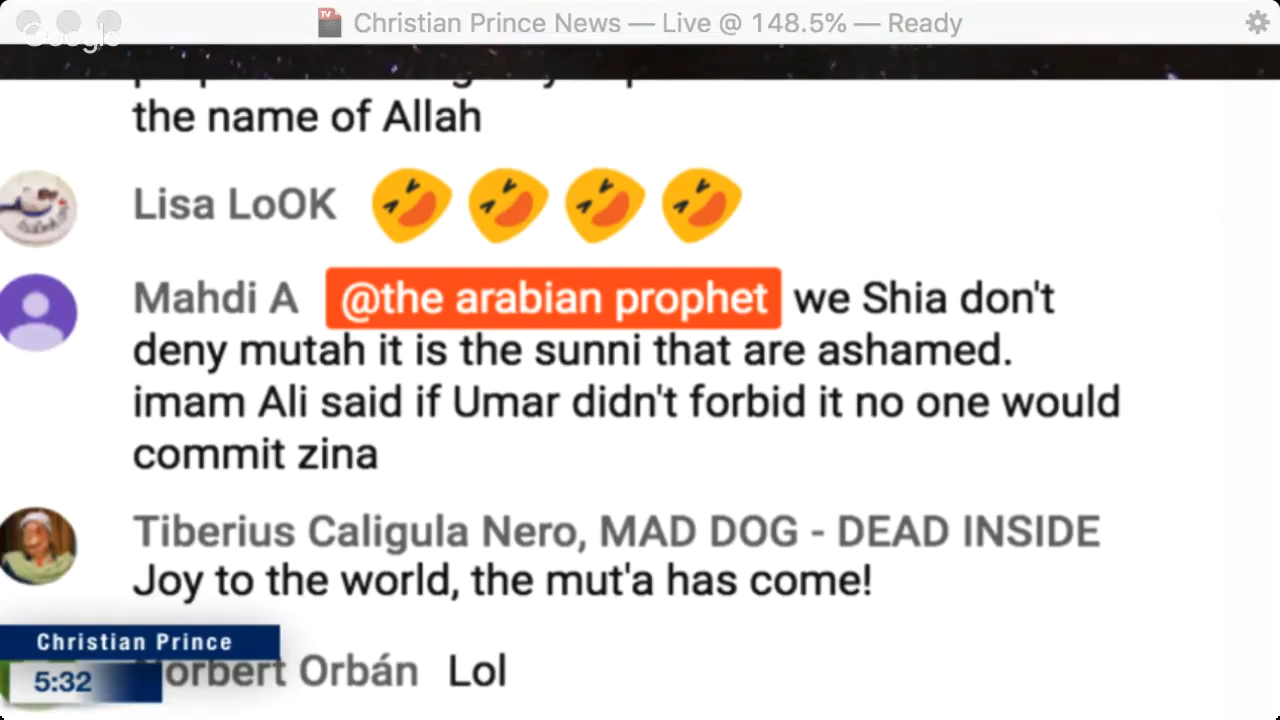 Christian Prince News — Live @ 148.5% — Ready
Google
the name of Allah
Lisa LoOK
Mahdi A @the arabian prophet we Shia don't
deny mutah it is the sunni that are ashamed.
imam Ali said if Umar didn't forbid it no one would
commit zina
Tiberius Caligula Nero, MAD DOG - DEAD INSIDE
Joy to the world, the mut'a has come!
Christian Prince
Norbert Orbán Lol
5:32